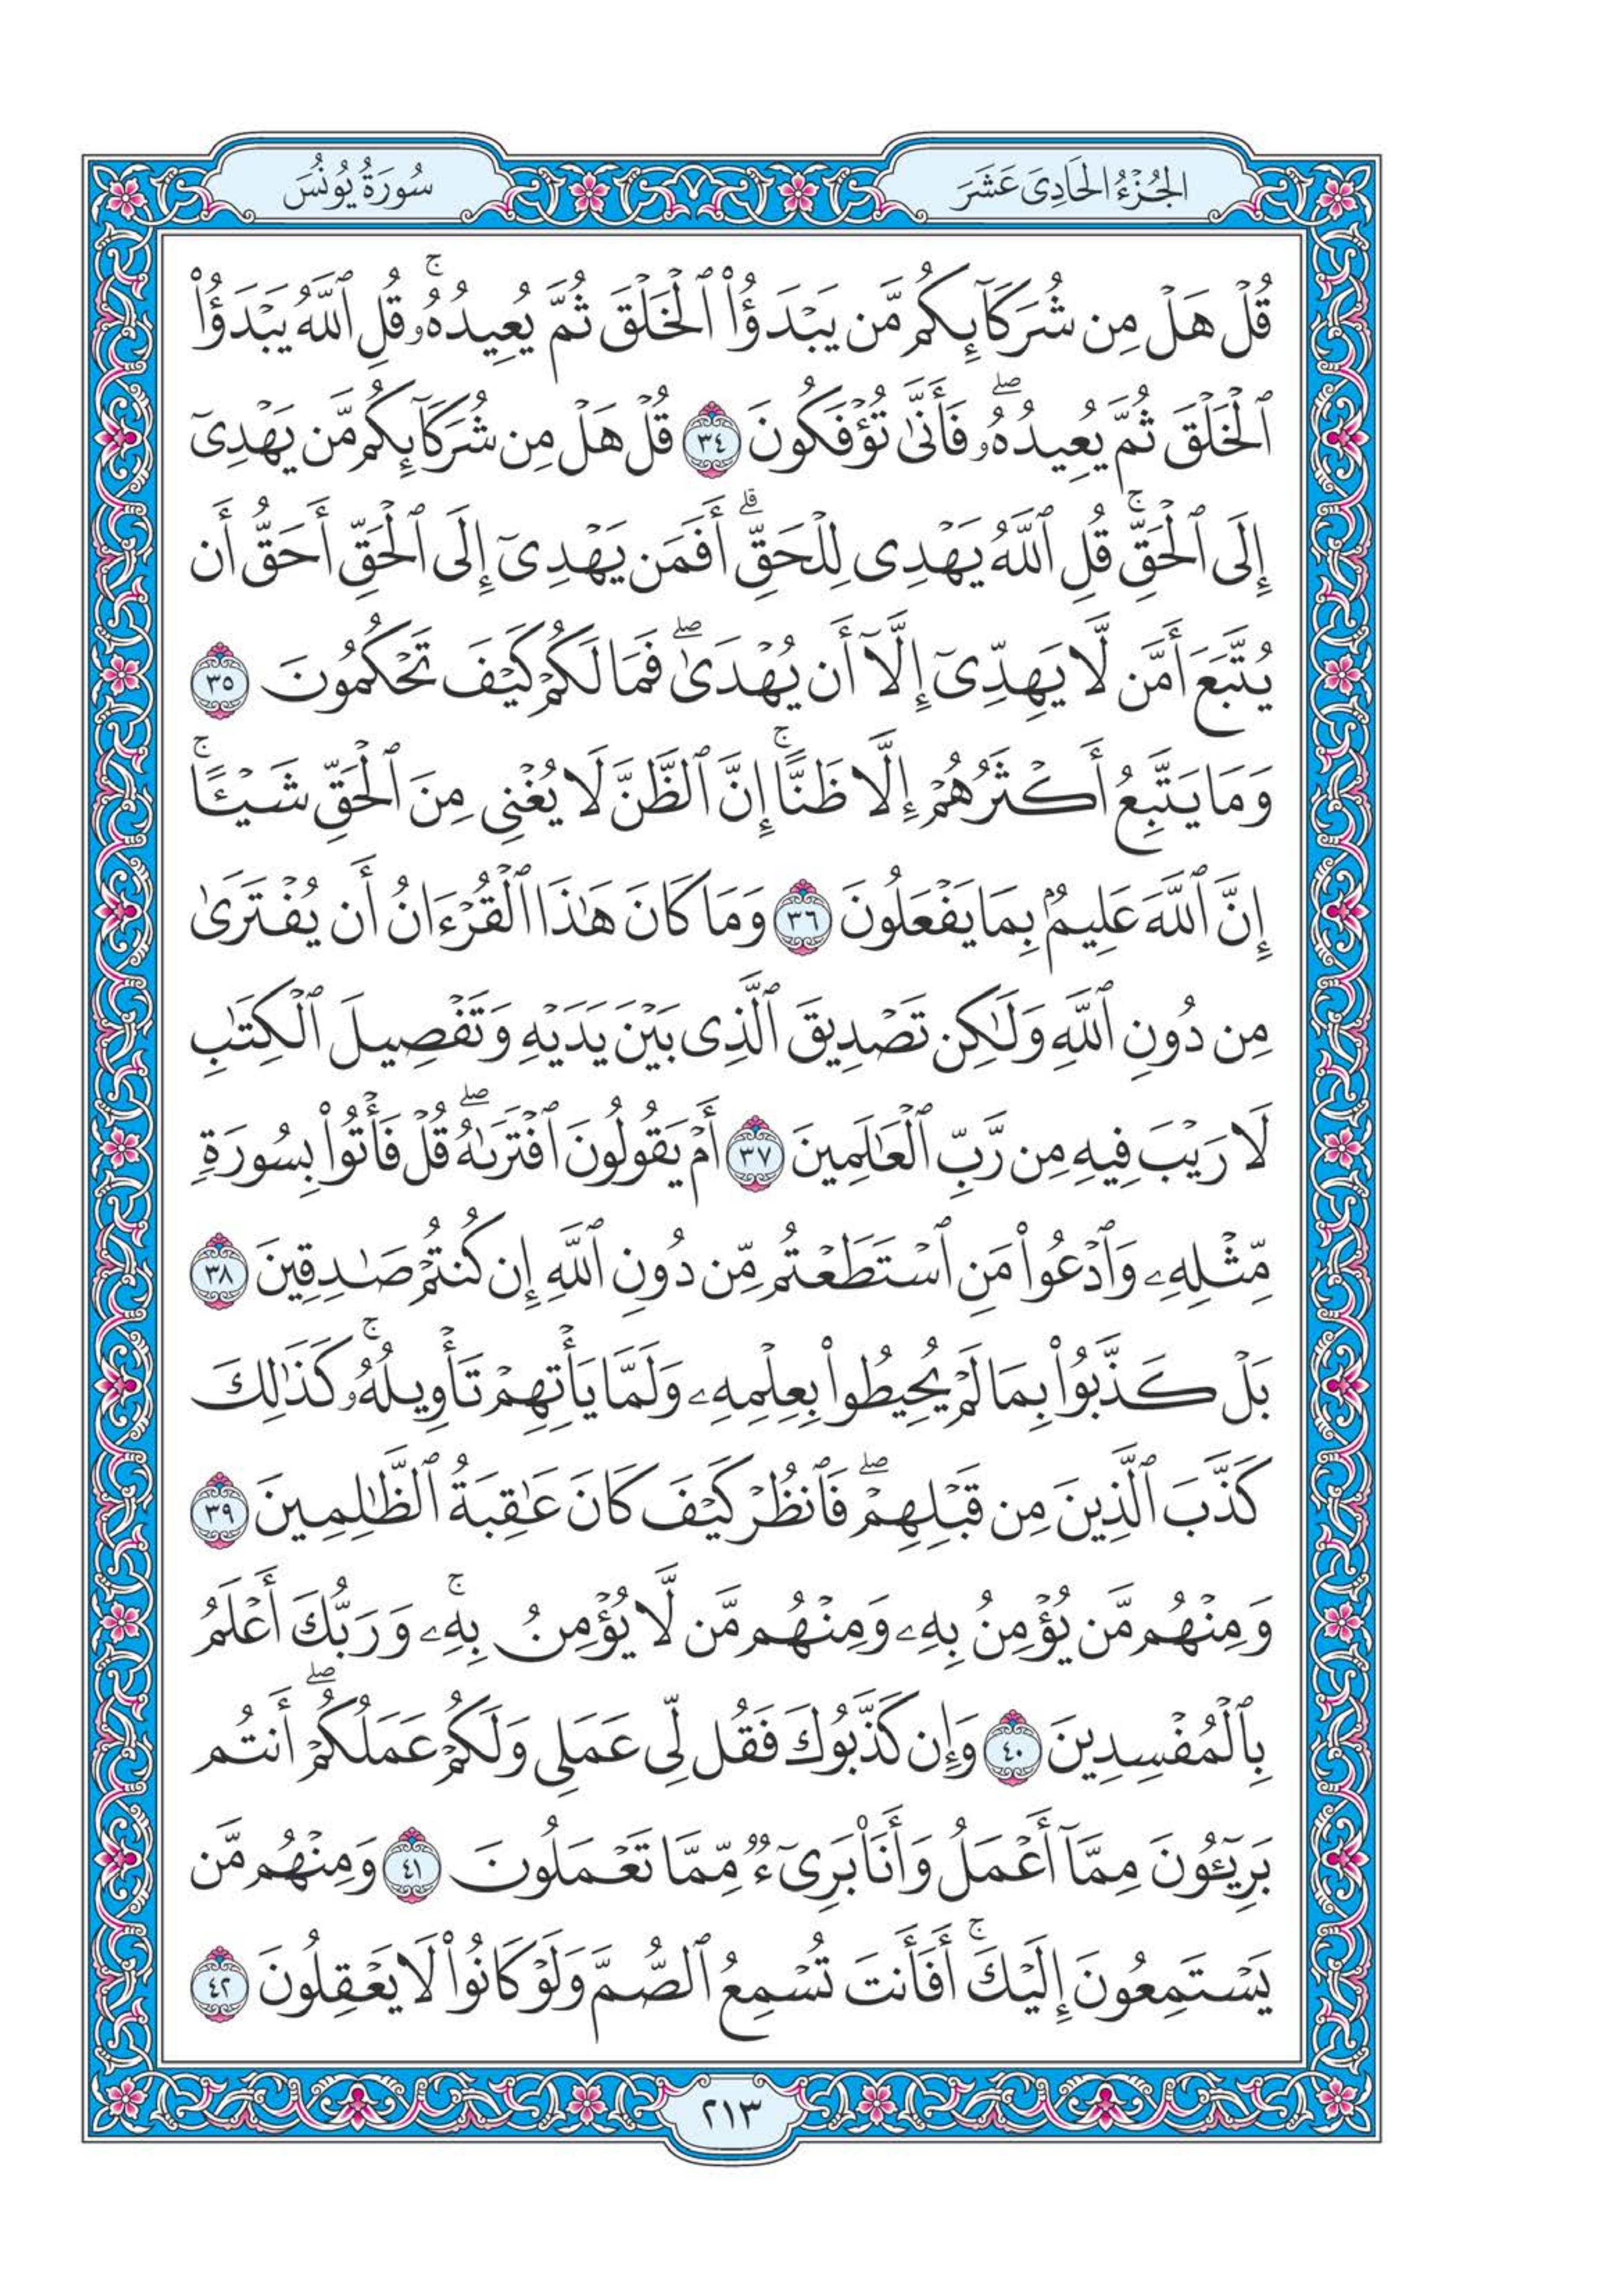 الجُزْءُ الحَادِيَ عَشَرَ
سُورَةُ يُونُسَ
قُلۡ هَلۡ مِن شُرَكَآئِكُم مَّن يَبۡدَؤُاْ ٱلۡخَلۡقَ ثُمَّ يُعِيدُهُۥۚ قُلِ ٱللَّهُ يَبۡدَؤُاْ
ٱلۡخَلۡقَ ثُمَّ يُعِيدُهُۥۖ فَأَنَّىٰ تُؤۡفَكُونَ ٣٤ قُلۡ هَلۡ مِن شُرَكَآئِكُم مَّن يَهۡدِيٓ
إِلَى ٱلۡحَقِّۚ قُلِ ٱللَّهُ يَهۡدِي لِلۡحَقِّۗ أَفَمَن يَهۡدِيٓ إِلَى ٱلۡحَقِّ أَحَقُّ أَن
يُتَّبَعَ أَمَّن لَّا يَهِدِّيٓ إِلَّآ أَن يُهۡدَىٰۖ فَمَا لَكُمۡ كَيۡفَ تَحۡكُمُونَ ٣٥
وَمَا يَتَّبِعُ أَكۡثَرُهُمۡ إِلَّا ظَنًّاۚ إِنَّ ٱلظَّنَّ لَا يُغۡنِي مِنَ ٱلۡحَقِّ شَيۡـًٔاۚ
إِنَّ ٱللَّهَ عَلِيمُۢ بِمَا يَفۡعَلُونَ ٣٦ وَمَا كَانَ هَٰذَا ٱلۡقُرۡءَانُ أَن يُفۡتَرَىٰ
مِن دُونِ ٱللَّهِ وَلَٰكِن تَصۡدِيقَ ٱلَّذِي بَيۡنَ يَدَيۡهِ وَتَفۡصِيلَ ٱلۡكِتَٰبِ
لَا رَيۡبَ فِيهِ مِن رَّبِّ ٱلۡعَٰلَمِينَ ٣٧ أَمۡ يَقُولُونَ ٱفۡتَرَىٰهُۖ قُلۡ فَأۡتُواْ بِسُورَةٖ
مِّثۡلِهِۦ وَٱدۡعُواْ مَنِ ٱسۡتَطَعۡتُم مِّن دُونِ ٱللَّهِ إِن كُنتُمۡ صَٰدِقِينَ ٣٨
بَلۡ كَذَّبُواْ بِمَا لَمۡ يُحِيطُواْ بِعِلۡمِهِۦ وَلَمَّا يَأۡتِهِمۡ تَأۡوِيلُهُۥۚ كَذَٰلِكَ
كَذَّبَ ٱلَّذِينَ مِن قَبۡلِهِمۡۖ فَٱنظُرۡ كَيۡفَ كَانَ عَٰقِبَةُ ٱلظَّٰلِمِينَ ٣٩
وَمِنۡهُم مَّن يُؤۡمِنُ بِهِۦ وَمِنۡهُم مَّن لَّا يُؤۡمِنُ بِهِۦۚ وَرَبُّكَ أَعۡلَمُ
بِٱلۡمُفۡسِدِينَ ٤٠ وَإِن كَذَّبُوكَ فَقُل لِّي عَمَلِي وَلَكُمۡ عَمَلُكُمۡۖ أَنتُم
بَرِيٓـُٔونَ مِمَّآ أَعۡمَلُ وَأَنَا۠ بَرِيٓءٞ مِّمَّا تَعۡمَلُونَ ٤١ وَمِنۡهُم مَّن
يَسۡتَمِعُونَ إِلَيۡكَۚ أَفَأَنتَ تُسۡمِعُ ٱلصُّمَّ وَلَوۡ كَانُواْ لَا يَعۡقِلُونَ ٤٢
٢١٣